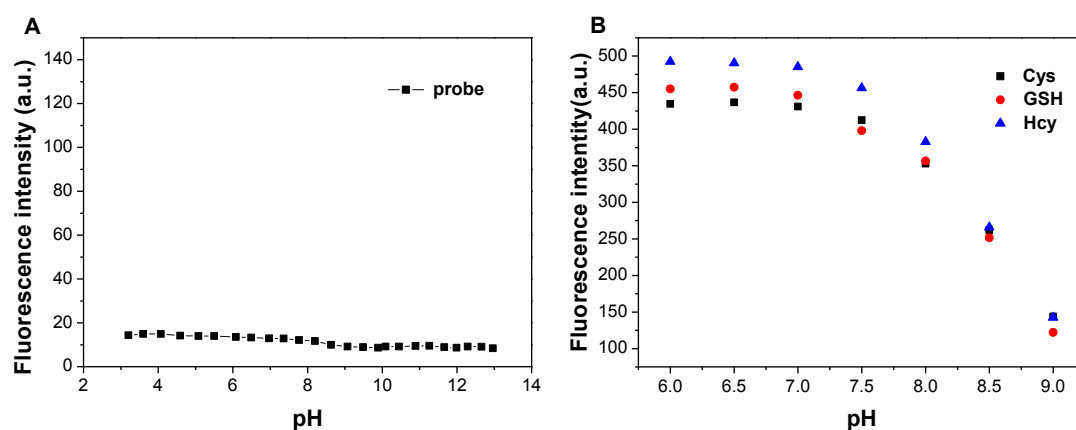 A
Fluorescence intensity (a.u.)
140
120
100
80
60
40
20
0
probe
2 4 6 8 10 12 14
pH
B
Fluorescence intentity(a.u.)
500
450
400
350
300
250
150
100
Cys
GSH
Hcy
6.0 6.5 7.0 7.5 8.0 8.5 9.0
pH